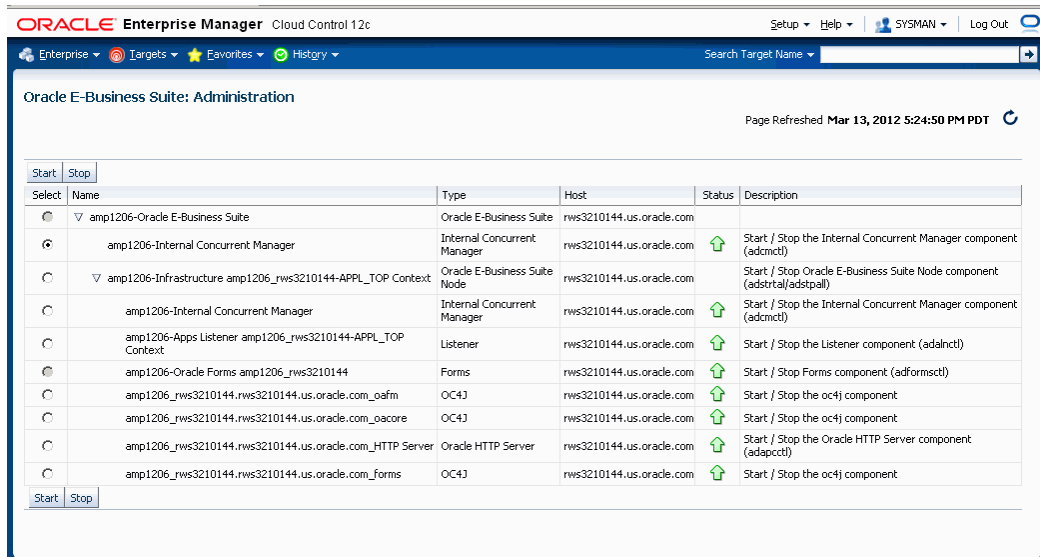 ORACLE Enterprise Manager Cloud Control 12c
Setup Help SYSMAN Log Out
Enterprise Targets Favorites History Search Target Name
Oracle E-Business Suite: Administration
Page Refreshed Mar 13, 2012 5:24:50 PM PDT
Start Stop
Select Name Type Host Status Description
amp1206-Oracle E-Business Suite Oracle E-Business Suite rws3210144.us.oracle.com
amp1206-Internal Concurrent Manager Internal Concurrent Manager rws3210144.us.oracle.com Start / Stop the Internal Concurrent Manager component (adcmctl)
amp1206-Infrastructure amp1206_rws3210144-APPL_TOP Context Oracle E-Business Suite Node rws3210144.us.oracle.com Start / Stop Oracle E-Business Suite Node component (adstrtal/adstpall)
amp1206-Internal Concurrent Manager Internal Concurrent Manager rws3210144.us.oracle.com Start / Stop the Internal Concurrent Manager component (adcmctl)
amp1206-Apps Listener amp1206_rws3210144-APPL_TOP Context Listener rws3210144.us.oracle.com Start / Stop the Listener component (adalnctl)
amp1206-Oracle Forms amp1206_rws3210144 Forms rws3210144.us.oracle.com Start / Stop Forms component (adformsctl)
amp1206_rws3210144.rws3210144.us.oracle.com_oafm OC4J rws3210144.us.oracle.com Start / Stop the oc4j component
amp1206_rws3210144.rws3210144.us.oracle.com_oacore OC4J rws3210144.us.oracle.com Start / Stop the oc4j component
amp1206_rws3210144.rws3210144.us.oracle.com_HTTP Server Oracle HTTP Server rws3210144.us.oracle.com Start / Stop the Oracle HTTP Server component (adapcctl)
amp1206_rws3210144.rws3210144.us.oracle.com_forms OC4J rws3210144.us.oracle.com Start / Stop the oc4j component
Start Stop